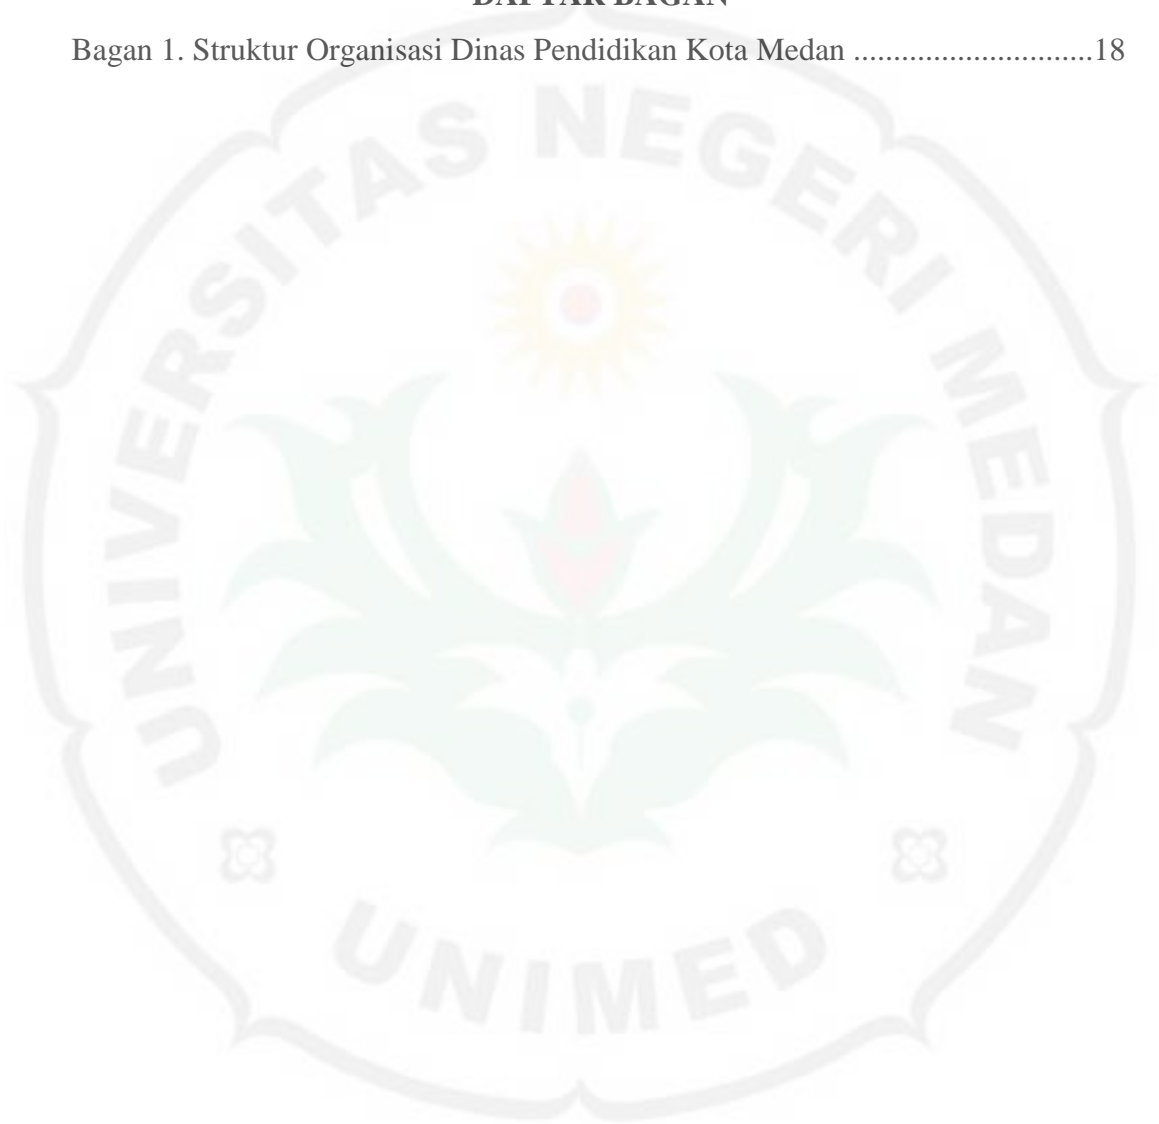 DAFTAR BAGAN
Bagan 1. Struktur Organisasi Dinas Pendidikan Kota Medan ..............................18
UNIVERSITAS NEGERI MEDAN
UNIMED